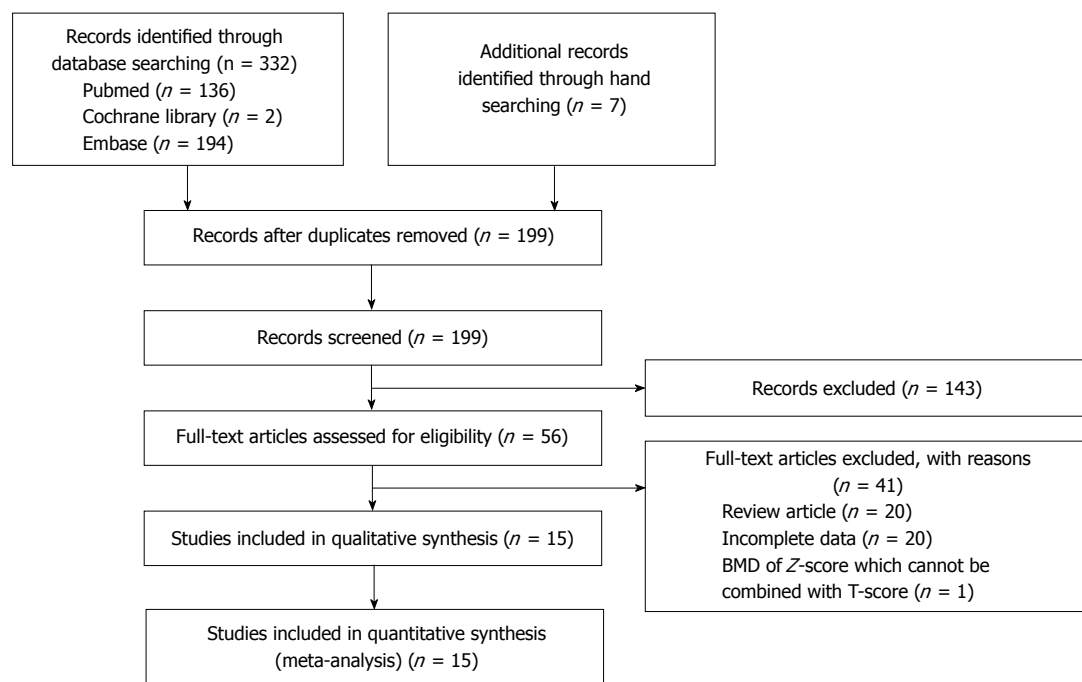 Records identified through
database searching (n = 332)
Pubmed (n = 136)
Cochrane library (n = 2)
Embase (n = 194)
Additional records
identified through hand
searching (n = 7)
Records after duplicates removed (n = 199)
Records screened (n = 199)
Records excluded (n = 143)
Full-text articles assessed for eligibility (n = 56)
Full-text articles excluded, with reasons
(n = 41)
Review article (n = 20)
Incomplete data (n = 20)
BMD of Z-score which cannot be
combined with T-score (n = 1)
Studies included in qualitative synthesis (n = 15)
Studies included in quantitative synthesis
(meta-analysis) (n = 15)